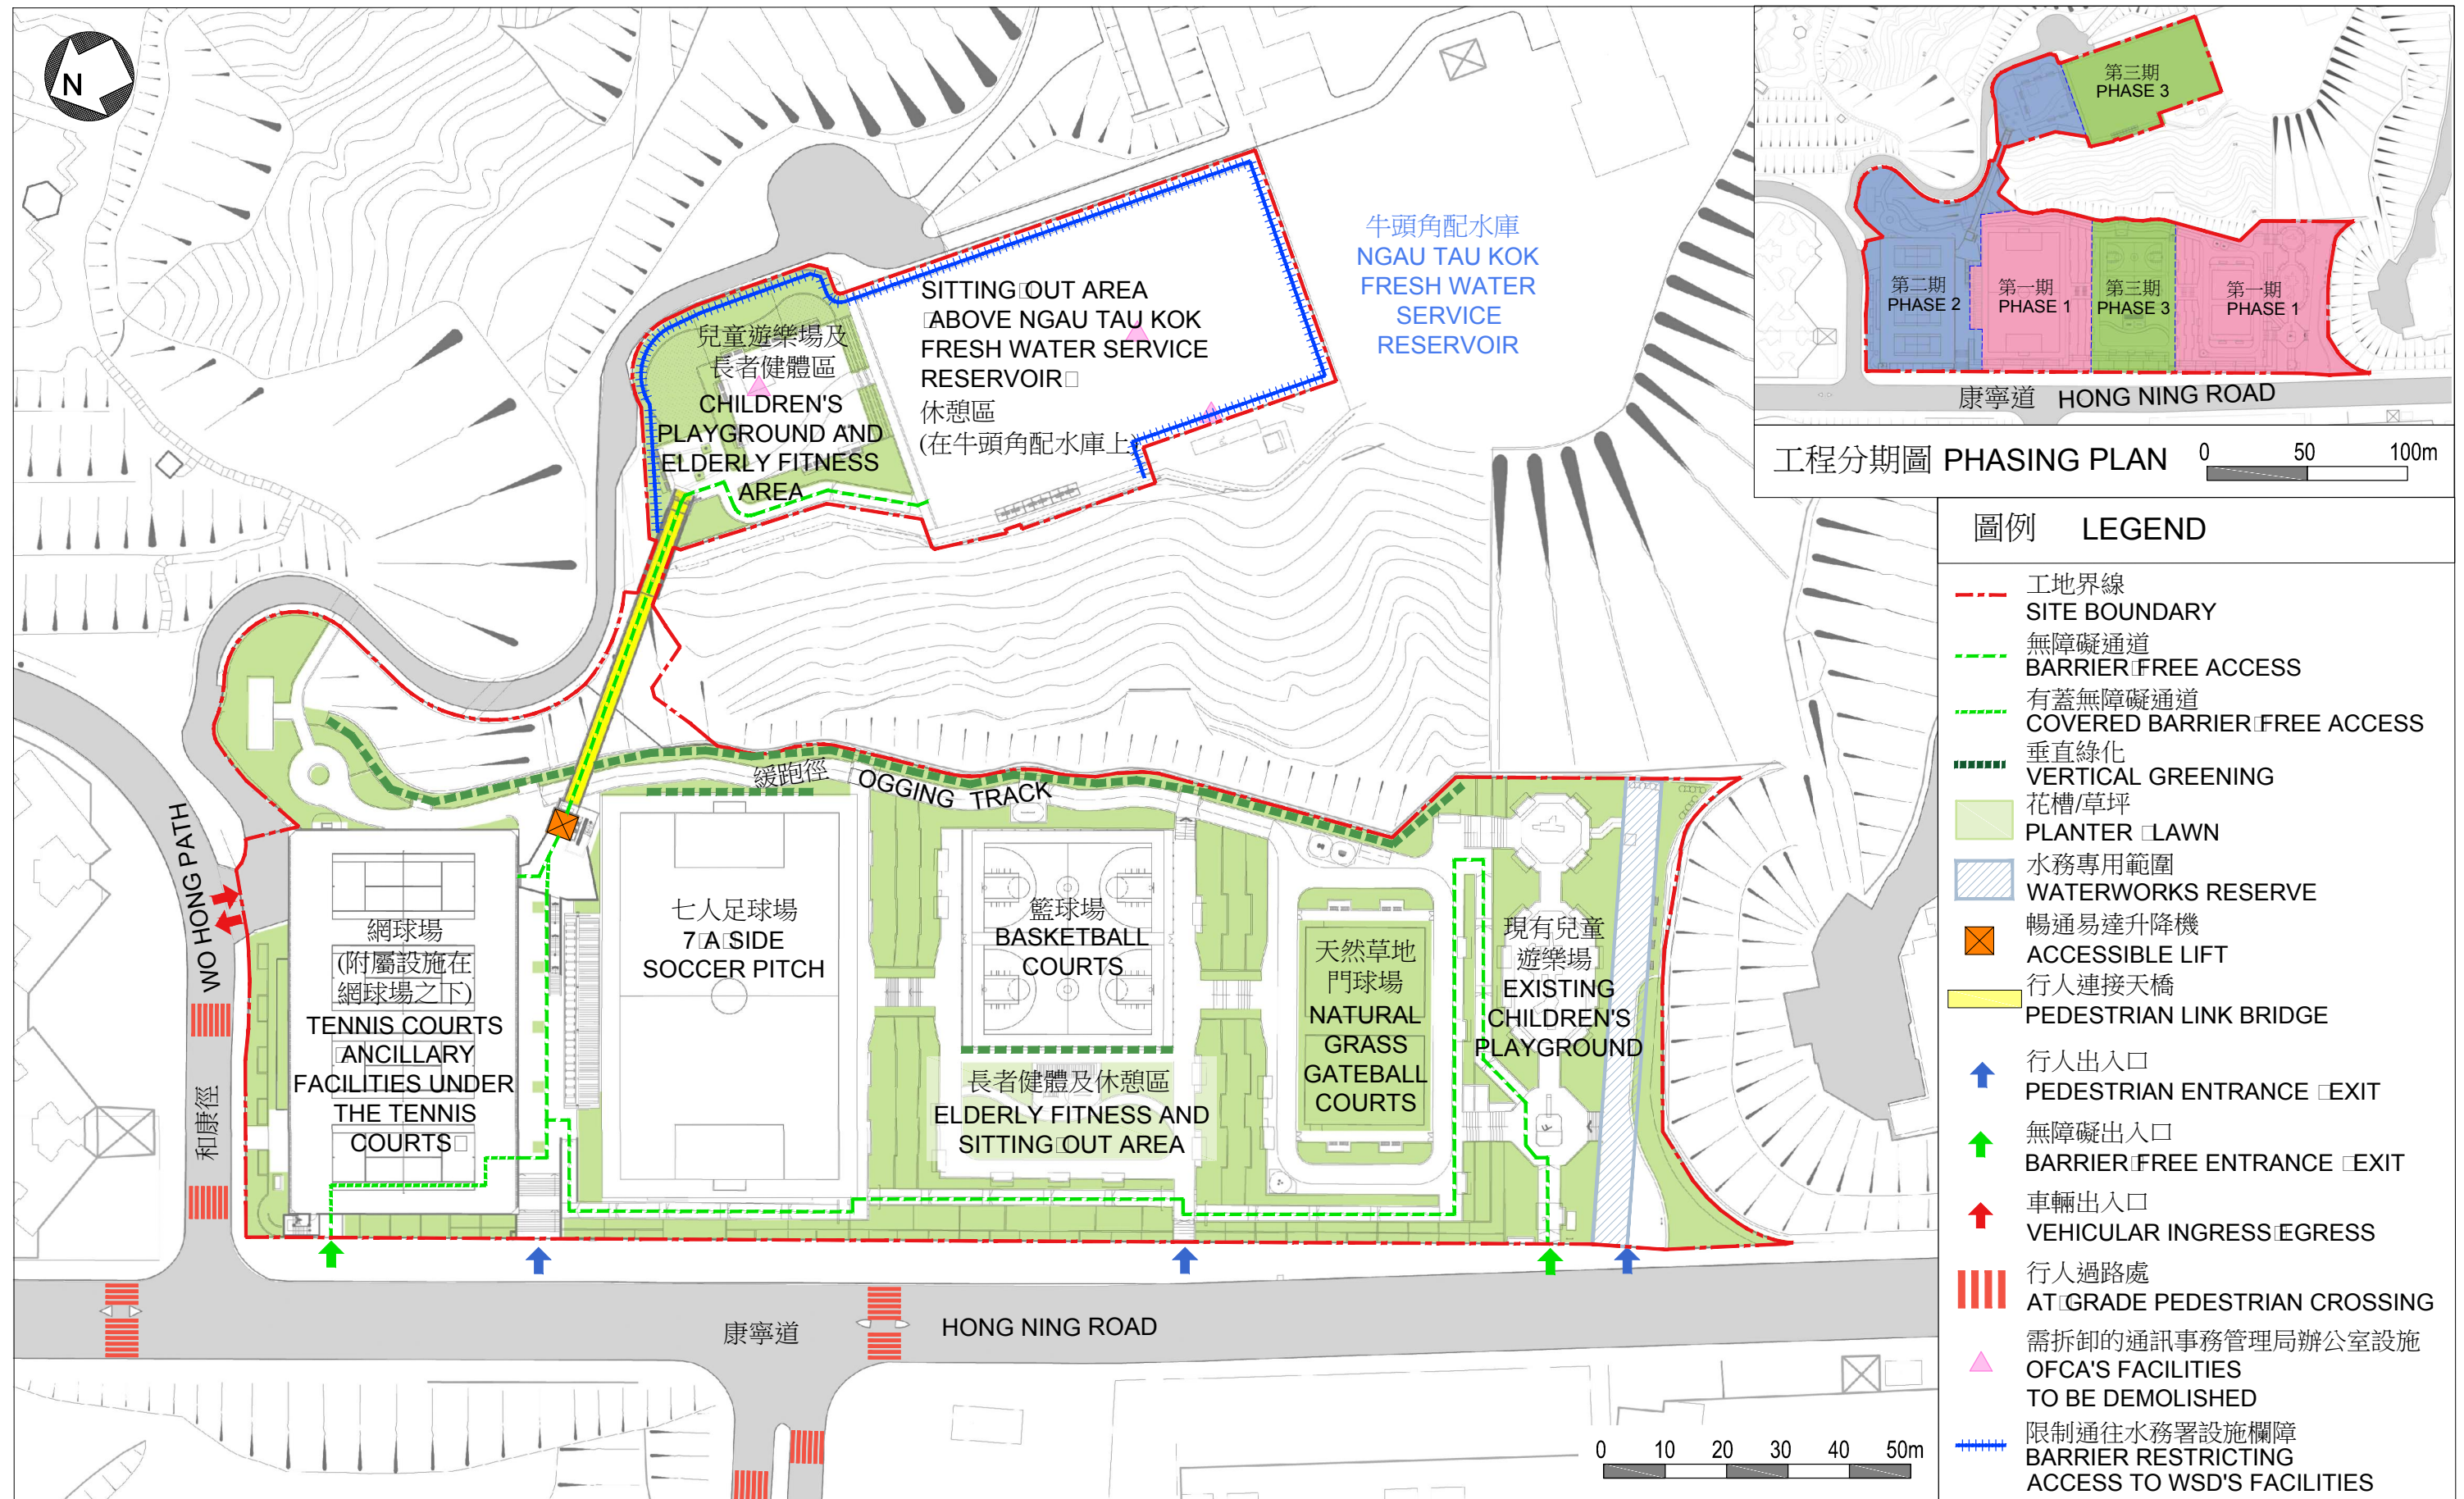 N
牛頭角配水庫
NGAU TAU KOK
FRESH WATER
SERVICE
RESERVOIR
SITTING□OUT AREA
□ABOVE NGAU TAU KOK
FRESH WATER SERVICE
RESERVOIR□
休憩區
(在牛頭角配水庫上
兒童遊樂場及
長者健體區
CHILDREN'S
PLAYGROUND AND
ELDERLY FITNESS
AREA
緩跑徑 □OGGING TRACK
WO HONG PATH
和康徑
網球場
(附屬設施在
網球場之下)
TENNIS COURTS
□ANCILLARY
FACILITIES UNDER
THE TENNIS
COURTS□
七人足球場
7□A□SIDE
SOCCER PITCH
籃球場
BASKETBALL
COURTS
長者健體及休憩區
ELDERLY FITNESS AND
SITTING□OUT AREA
天然草地
門球場
NATURAL
GRASS
GATEBALL
COURTS
現有兒童
遊樂場
EXISTING
CHILDREN'S
PLAYGROUND
康寧道 HONG NING ROAD
0 10 20 30 40 50m
第三期
PHASE 3
第二期
PHASE 2
第一期
PHASE 1
第三期
PHASE 3
第一期
PHASE 1
康寧道 HONG NING ROAD
工程分期圖 PHASING PLAN
0 50 100m
圖例 LEGEND
工地界線
SITE BOUNDARY
無障礙通道
BARRIER□FREE ACCESS
有蓋無障礙通道
COVERED BARRIER□FREE ACCESS
垂直綠化
VERTICAL GREENING
花槽/草坪
PLANTER □LAWN
水務專用範圍
WATERWORKS RESERVE
暢通易達升降機
ACCESSIBLE LIFT
行人連接天橋
PEDESTRIAN LINK BRIDGE
行人出入口
PEDESTRIAN ENTRANCE □EXIT
無障礙出入口
BARRIER□FREE ENTRANCE □EXIT
車輛出入口
VEHICULAR INGRESS□EGRESS
行人過路處
AT□GRADE PEDESTRIAN CROSSING
需拆卸的通訊事務管理局辦公室設施
OFCA'S FACILITIES
TO BE DEMOLISHED
限制通往水務署設施欄障
BARRIER RESTRICTING
ACCESS TO WSD'S FACILITIES